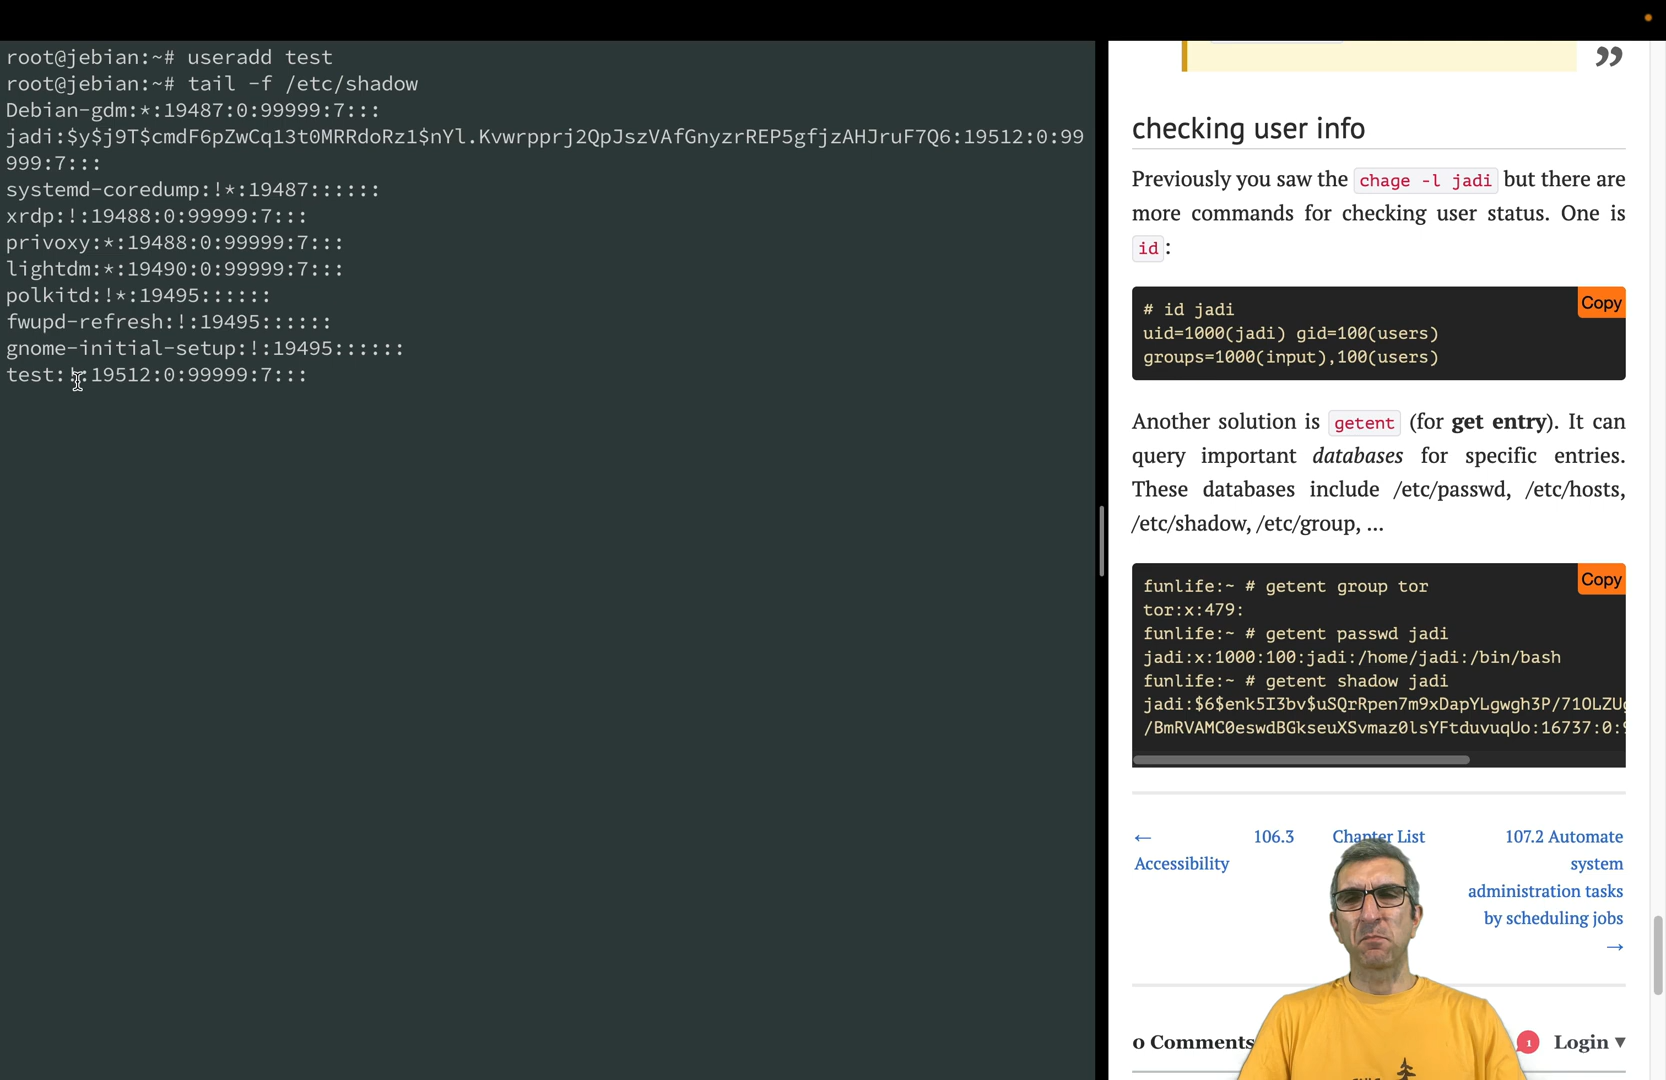 root@jebian:~# useradd test
root@jebian:~# tail -f /etc/shadow
Debian-gdm:*:19487:0:99999:7:::
jadi:$y$j9T$cmdF6pZwCq13t0MRRdoRz1$nYl.Kvwrpprj2QpJszVAfGnyzrREP5gfjzAHJruF7Q6:19512:0:99
999:7:::
systemd-coredump:!*:19487::::::
xrdp:!:19488:0:99999:7:::
privoxy:*:19488:0:99999:7:::
lightdm:*:19490:0:99999:7:::
polkitd:!*:19495::::::
fwupd-refresh:!:19495::::::
gnome-initial-setup:!:19495::::::
test:!:19512:0:99999:7:::
”
checking user info
Previously you saw the chage -l jadi but there are
more commands for checking user status. One is
id:
Copy
# id jadi
uid=1000(jadi) gid=100(users)
groups=1000(input),100(users)
Another solution is getent (for get entry). It can
query important databases for specific entries.
These databases include /etc/passwd, /etc/hosts,
/etc/shadow, /etc/group, ...
Copy
funlife:~ # getent group tor
tor:x:479:
funlife:~ # getent passwd jadi
jadi:x:1000:100:jadi:/home/jadi:/bin/bash
funlife:~ # getent shadow jadi
jadi:$6$enk5I3bv$uSQrRpen7m9xDapYLgwgh3P/71OLZU
/BmRVAMC0eswdBGkseuXSvmaz0lsYFtduvuqUo:16737:0:
← 106.3
Accessibility
Chapter List
107.2 Automate
system
administration tasks
by scheduling jobs
→
0 Comments
1
Login ▼